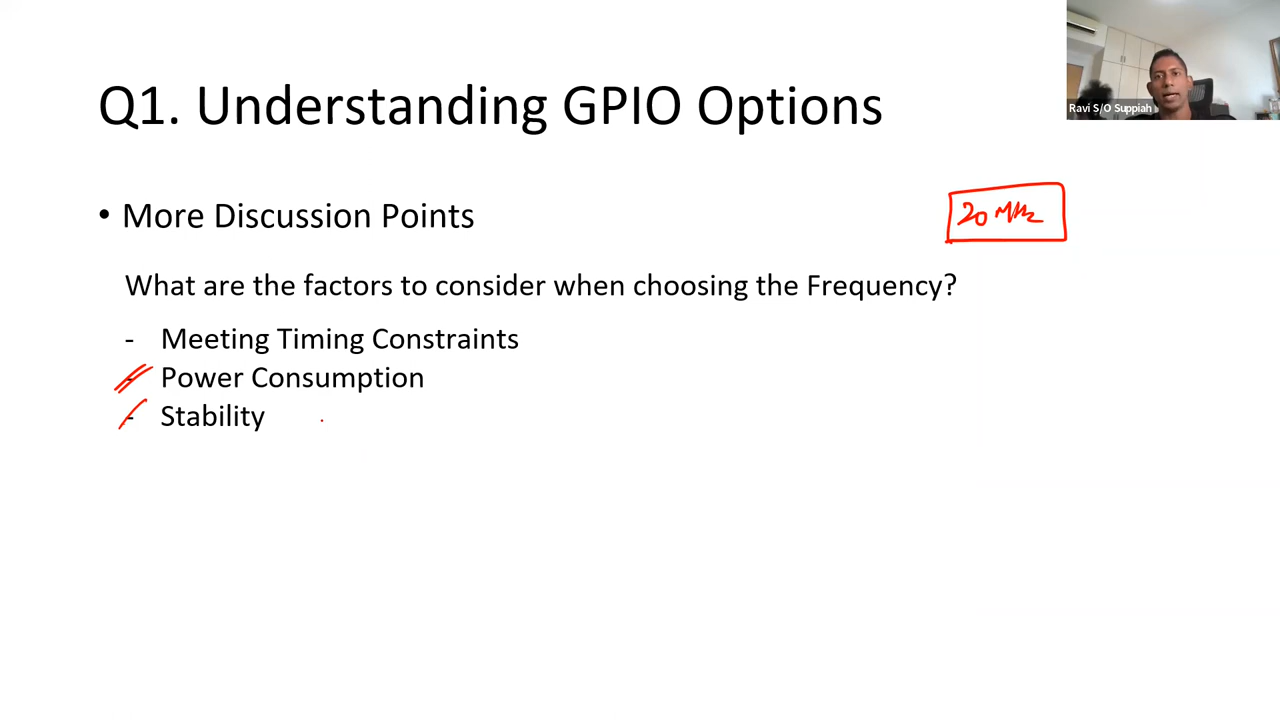 Q1. Understanding GPIO Options
Ravi S/O Suppiah
• More Discussion Points
20 MHz
What are the factors to consider when choosing the Frequency?
- Meeting Timing Constraints
- Power Consumption
- Stability